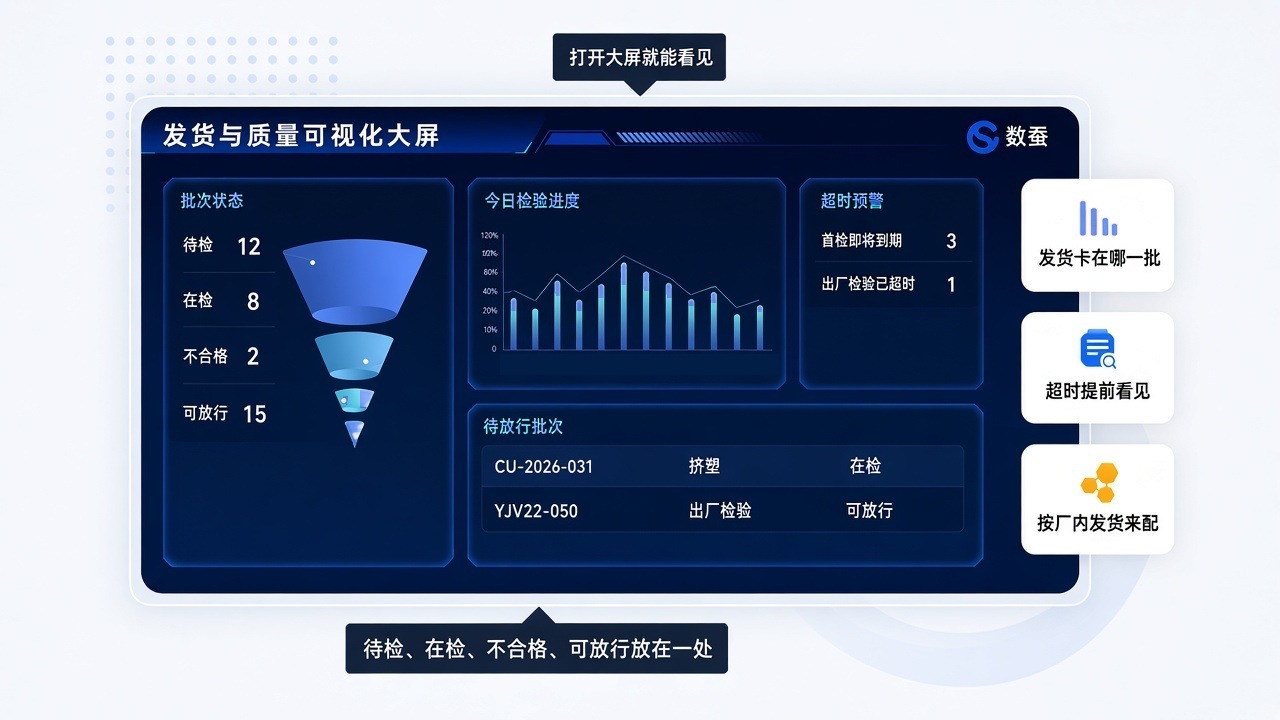 打开大屏就能看见
发货与质量可视化大屏
数蚕
批次状态
待检 12
在检 8
不合格 2
可放行 15
今日检验进度
120%
100%
80%
40%
20%
10%
0
超时预警
首检即将到期 3
出厂检验已超时 1
待放行批次
CU-2026-031 挤塑 在检
YJV22-050 出厂检验 可放行
发货卡在哪一批
超时提前看见
按厂内发货来配
待检、在检、不合格、可放行放在一处